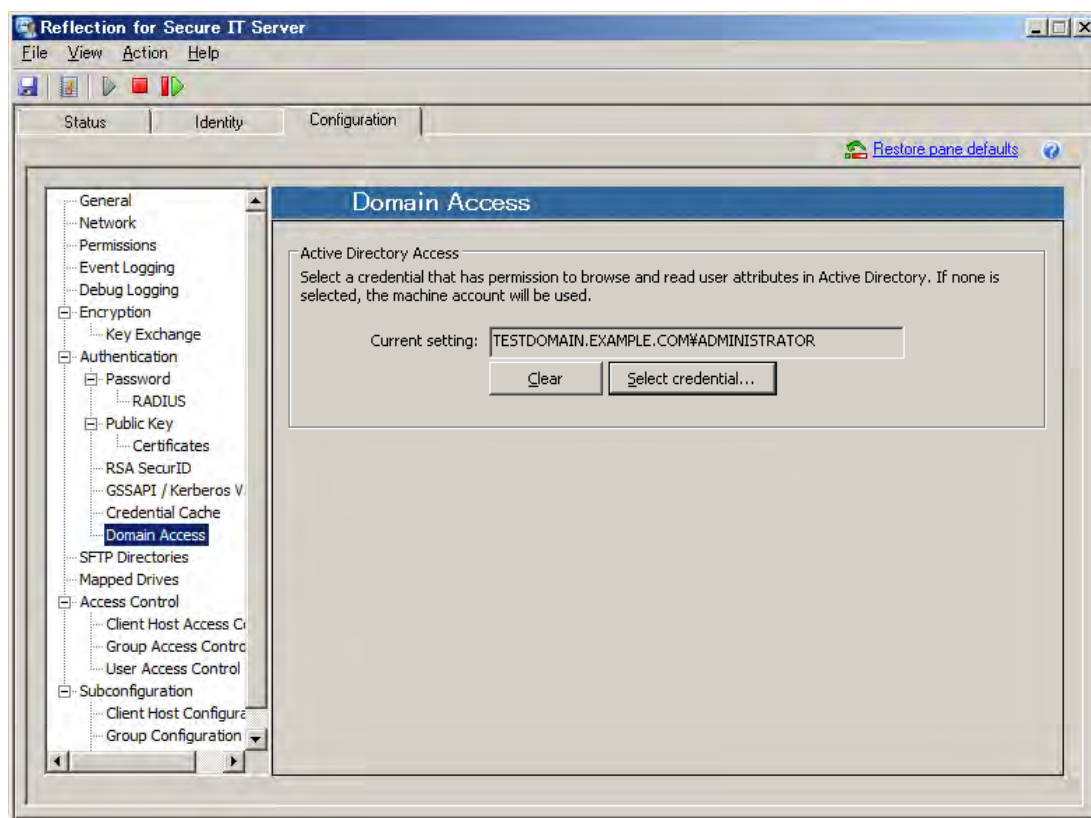 Reflection for Secure IT Server
File View Action Help
Status Identity Configuration
Restore pane defaults
General
Network
Permissions
Event Logging
Debug Logging
Encryption
Key Exchange
Authentication
Password
RADIUS
Public Key
Certificates
RSA SecurID
GSSAPI / Kerberos V
Credential Cache
Domain Access
SFTP Directories
Mapped Drives
Access Control
Client Host Access C
Group Access Contro
User Access Control
Subconfiguration
Client Host Configura
Group Configuration
Domain Access
Active Directory Access
Select a credential that has permission to browse and read user attributes in Active Directory. If none is
selected, the machine account will be used.
Current setting: TESTDOMAIN.EXAMPLE.COM¥ADMINISTRATOR
Clear Select credential...